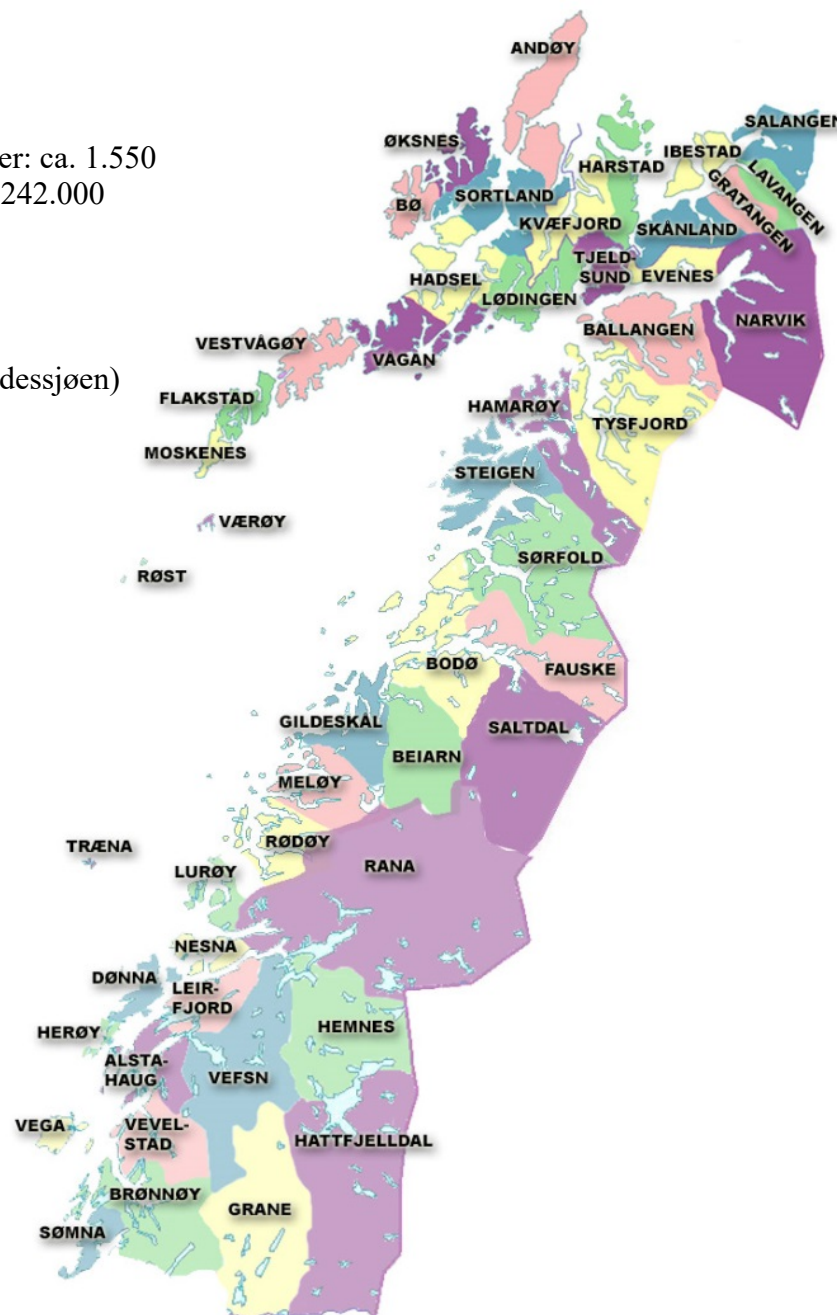 ANDØY
er: ca. 1.550
242.000
dessjøen)
ØKSNES
SALANGEN
IBESTAD
HARSTAD
LAVANGEN
GRATANGEN
BØ
SORTLAND
KVÆFJORD
SKÅNLAND
TJELD-
SUND
EVENES
HADSEL
LØDINGEN
NARVIK
BALLANGEN
VESTVÅGØY
VÅGAN
FLAKSTAD
HAMARØY
TYSFJORD
MOSKENES
STEIGEN
VÆRØY
SØRFOLD
RØST
BODØ
FAUSKE
GILDESKÅL
SALTDAL
BEIARN
MELØY
TRÆNA
RØDØY
RANA
LURØY
NESNA
DØNNA
LEIR-
FJORD
HEMNES
HERØY
ALSTA-
HAUG
VEFSN
VEGA
VEVEL-
STAD
HATTFJELLDAL
BRØNNØY
GRANE
SØMNA